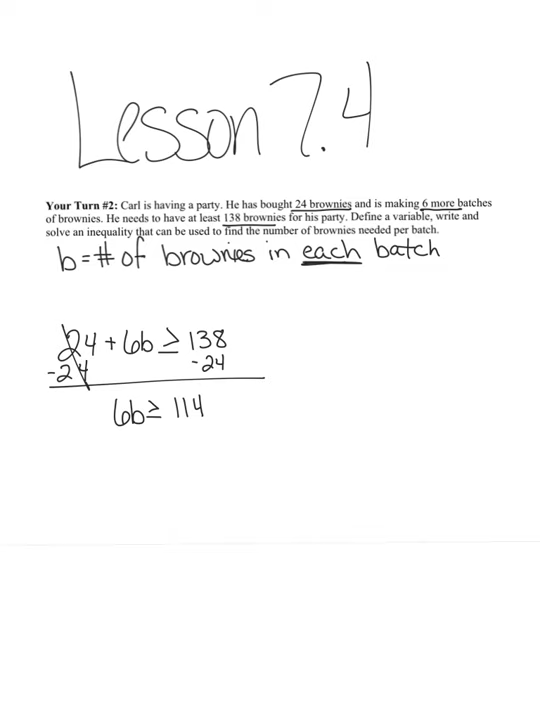 Lesson 7.4
Your Turn #2: Carl is having a party. He has bought 24 brownies and is making 6 more batches
of brownies. He needs to have at least 138 brownies for his party. Define a variable, write and
solve an inequality that can be used to find the number of brownies needed per batch.
b = # of brownies in each batch
24 + 6b ≥ 138
-24 -24
6b ≥ 114